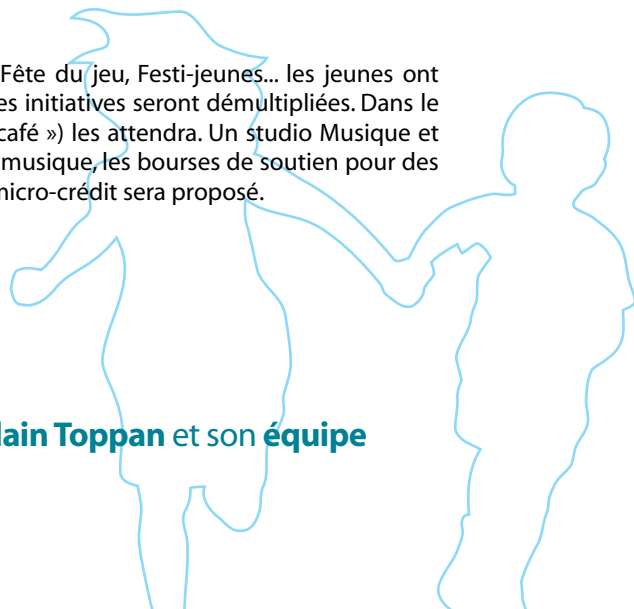 Fête du jeu, Festi-jeunes... les jeunes ont
es initiatives seront démultipliées. Dans le
café ») les attendra. Un studio Musique et
musique, les bourses de soutien pour des
micro-crédit sera proposé.
lain Toppan et son équipe